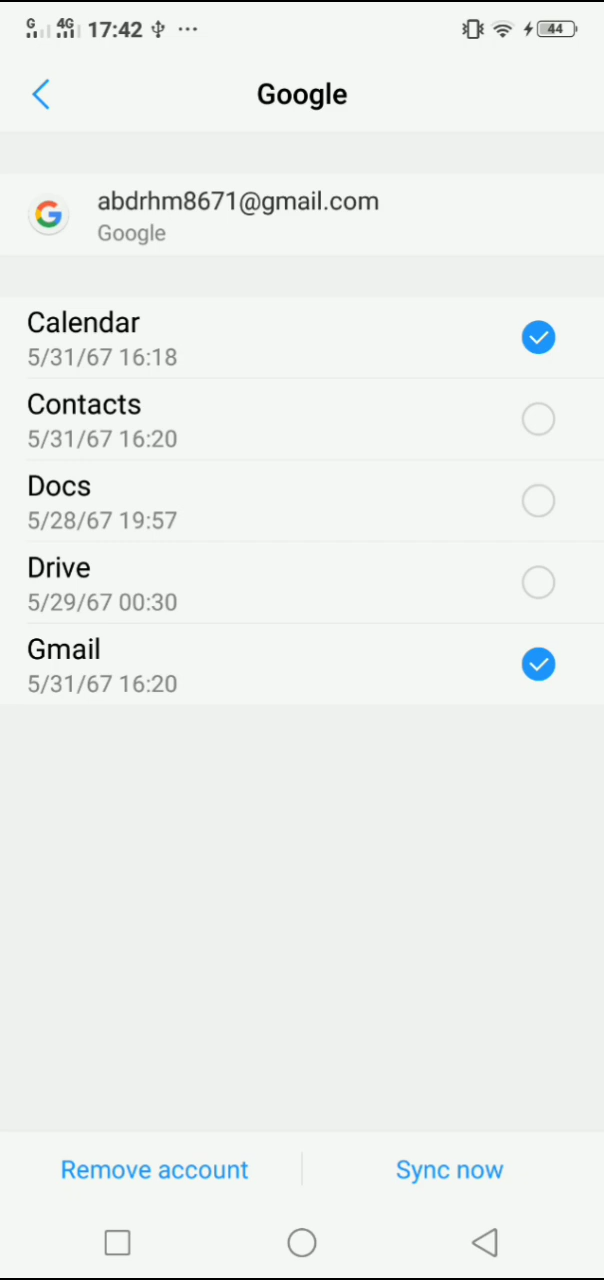 G 4G 17:42 ... 44
Google
abdrhm8671@gmail.com
Google
Calendar
5/31/67 16:18
Contacts
5/31/67 16:20
Docs
5/28/67 19:57
Drive
5/29/67 00:30
Gmail
5/31/67 16:20
Remove account Sync now